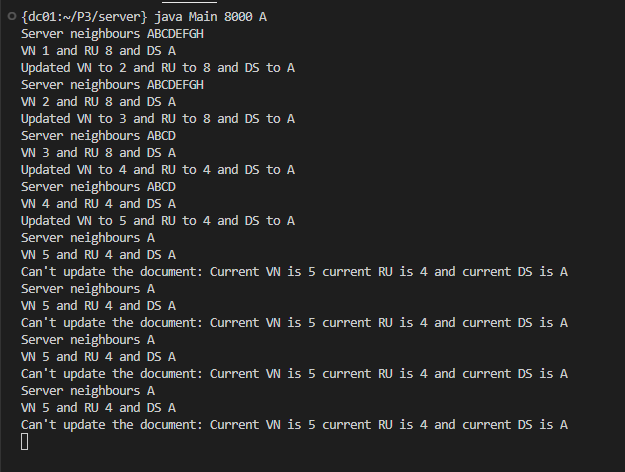 {dc01:~/P3/server} java Main 8000 A
Server neighbours ABCDEFGH
VN 1 and RU 8 and DS A
Updated VN to 2 and RU to 8 and DS to A
Server neighbours ABCDEFGH
VN 2 and RU 8 and DS A
Updated VN to 3 and RU to 8 and DS to A
Server neighbours ABCD
VN 3 and RU 8 and DS A
Updated VN to 4 and RU to 4 and DS to A
Server neighbours ABCD
VN 4 and RU 4 and DS A
Updated VN to 5 and RU to 4 and DS to A
Server neighbours A
VN 5 and RU 4 and DS A
Can't update the document: Current VN is 5 current RU is 4 and current DS is A
Server neighbours A
VN 5 and RU 4 and DS A
Can't update the document: Current VN is 5 current RU is 4 and current DS is A
Server neighbours A
VN 5 and RU 4 and DS A
Can't update the document: Current VN is 5 current RU is 4 and current DS is A
Server neighbours A
VN 5 and RU 4 and DS A
Can't update the document: Current VN is 5 current RU is 4 and current DS is A